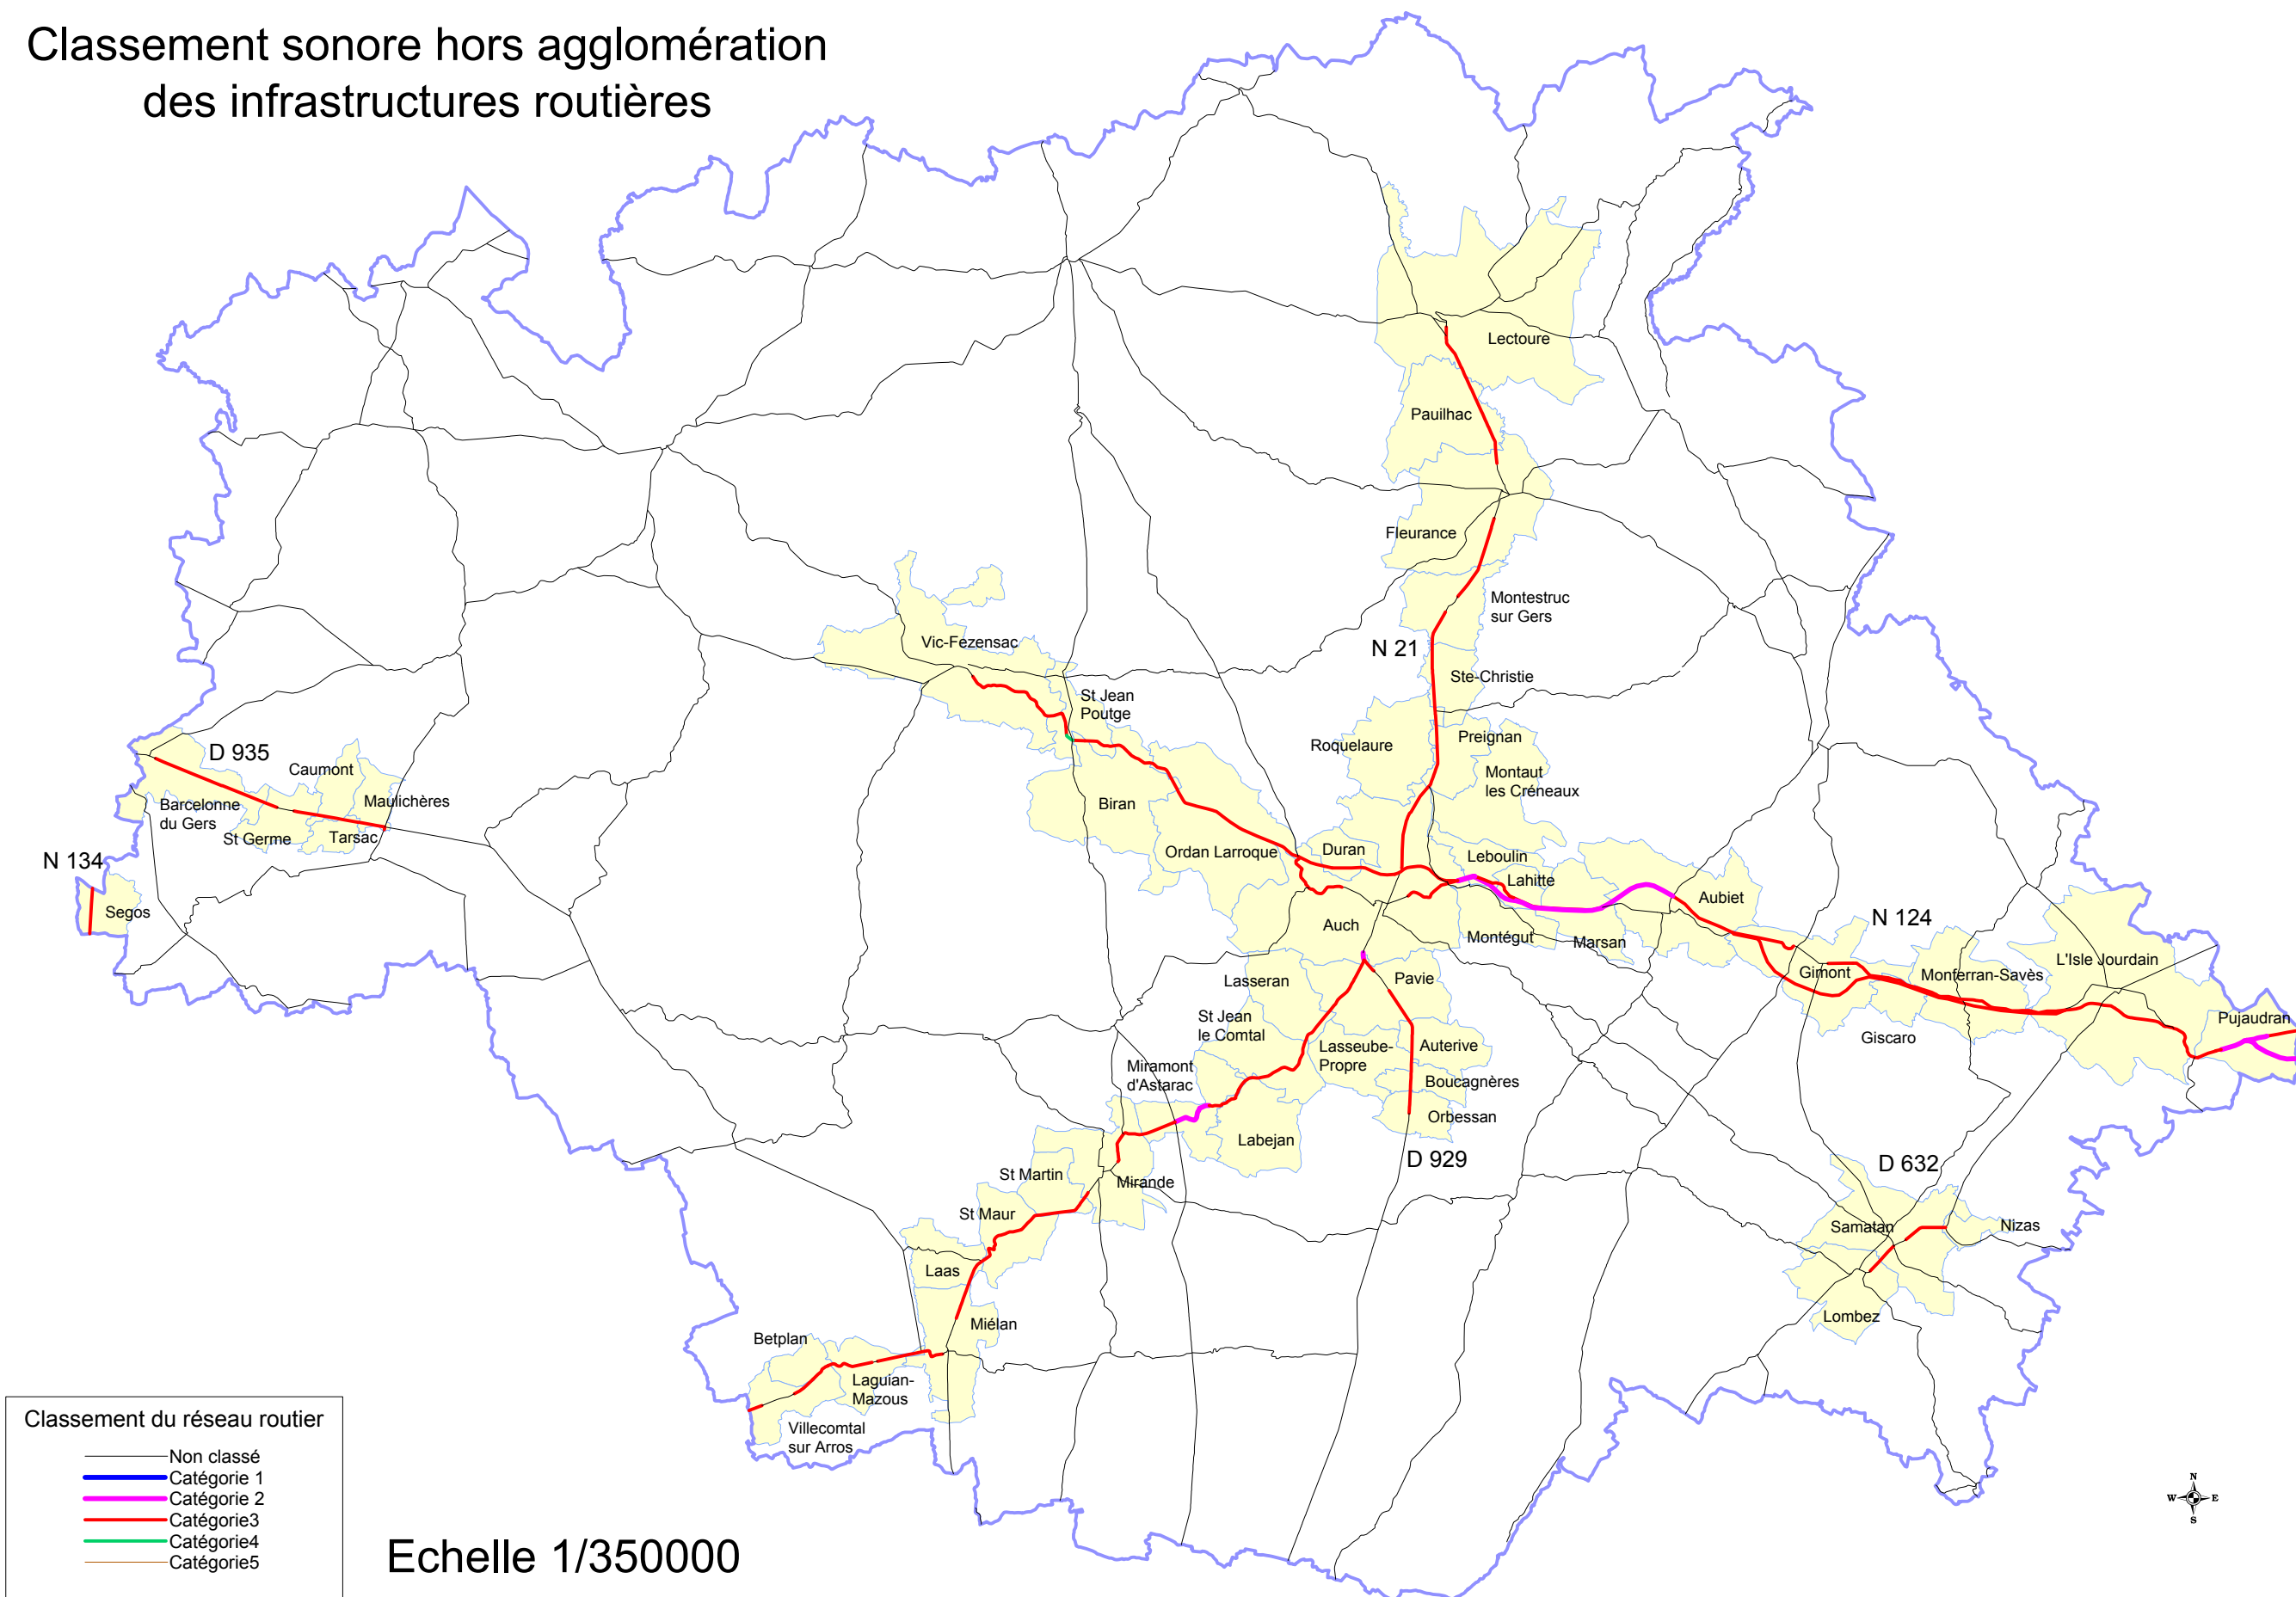 Classement sonore hors agglomération
des infrastructures routières
Lectoure
Pauilhac
Fleurance
Montestruc
sur Gers
N 21
Vic-Fezensac
Ste-Christie
St Jean
Poutge
Roquelaure
Preignan
Montaut
les Créneaux
D 935
Caumont
Maulichères
Barcelonne
du Gers
St Germe
Tarsac
Biran
Ordan Larroque
Duran
Leboulin
Lahitte
N 134
Segos
Aubiet
N 124
Auch
Montégut
Marsan
L'Isle Jourdain
Gimont
Monferran-Savès
Lasseran
Pavie
St Jean
le Comtal
Pujaudran
Giscaro
Lasseube-
Propre
Auterive
Miramont
d'Astarac
Boucagnères
Orbessan
Labejan
D 929
D 632
St Martin
Mirande
St Maur
Samatan
Nizas
Laas
Lombez
Miélan
Betplan
Laguian-
Mazous
Villecomtal
sur Arros
Classement du réseau routier
Non classé
Catégorie 1
Catégorie 2
Catégorie3
Catégorie4
Catégorie5
Echelle 1/350000
N
W E
S